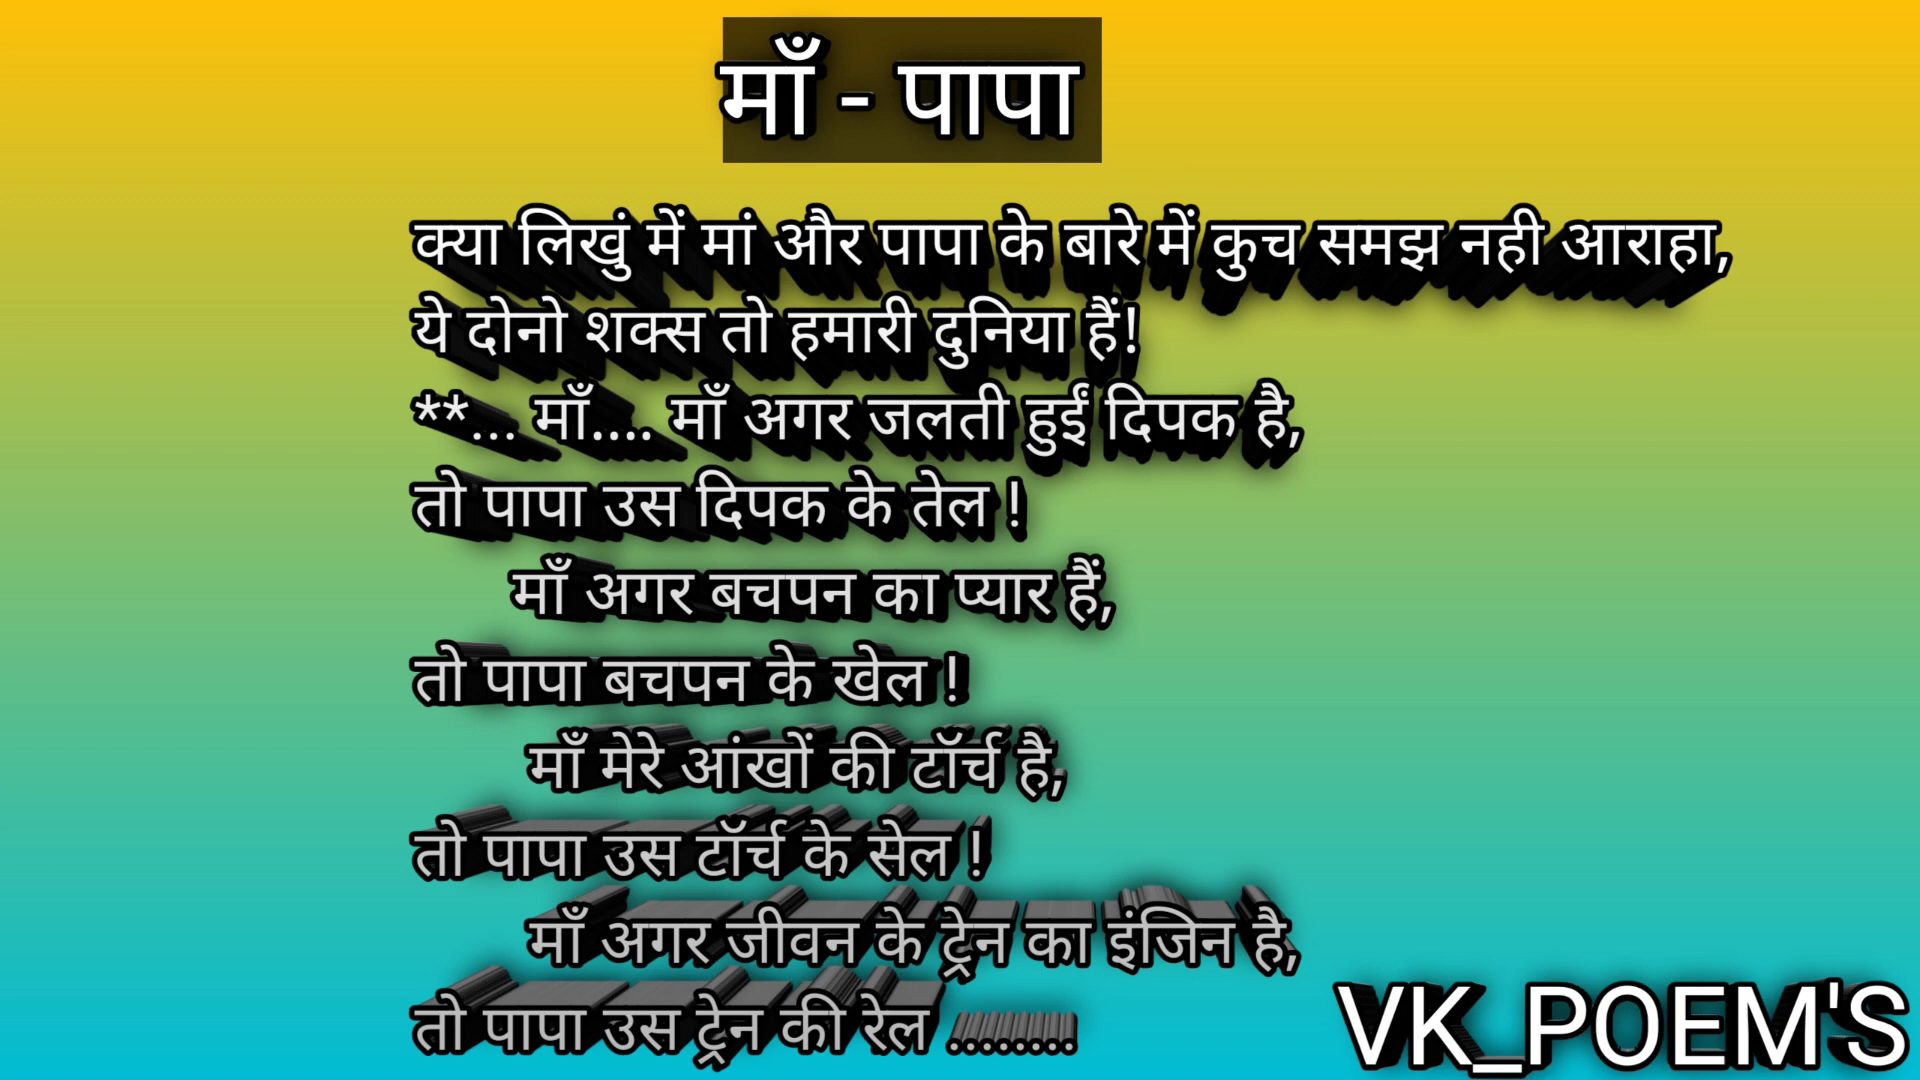 माँ - पापा
क्या लिखुं में मां और पापा के बारे में कुच समझ नही आराहा,
ये दोनो शक्स तो हमारी दुनिया हैं!
**... माँ.... माँ अगर जलती हुईं दिपक है,
तो पापा उस दिपक के तेल !
माँ अगर बचपन का प्यार हैं,
तो पापा बचपन के खेल !
माँ मेरे आंखों की टॉर्च है,
तो पापा उस टॉर्च के सेल !
माँ अगर जीवन के ट्रेन का इंजिन है,
तो पापा उस ट्रेन की रेल ........
VK_POEM'S